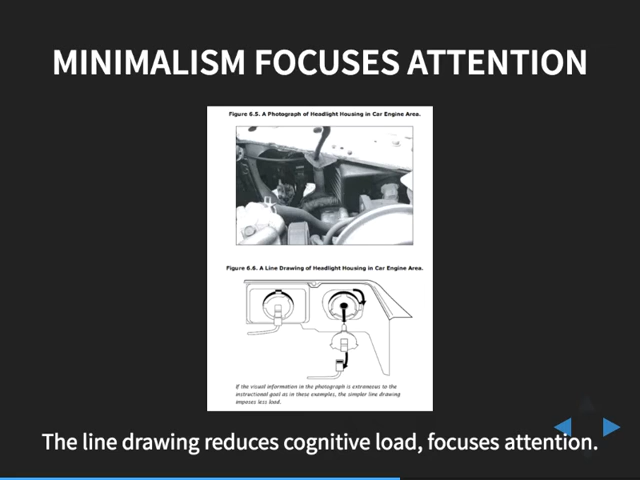 MINIMALISM FOCUSES ATTENTION
Figure 6.5. A Photograph of Headlight Housing in Car Engine Area.
Figure 6.6. A Line Drawing of Headlight Housing in Car Engine Area.
If the visual information in the photograph is extraneous to the
instructional goal as in these examples, the simpler line drawing
imposes less load.
The line drawing reduces cognitive load, focuses attention.